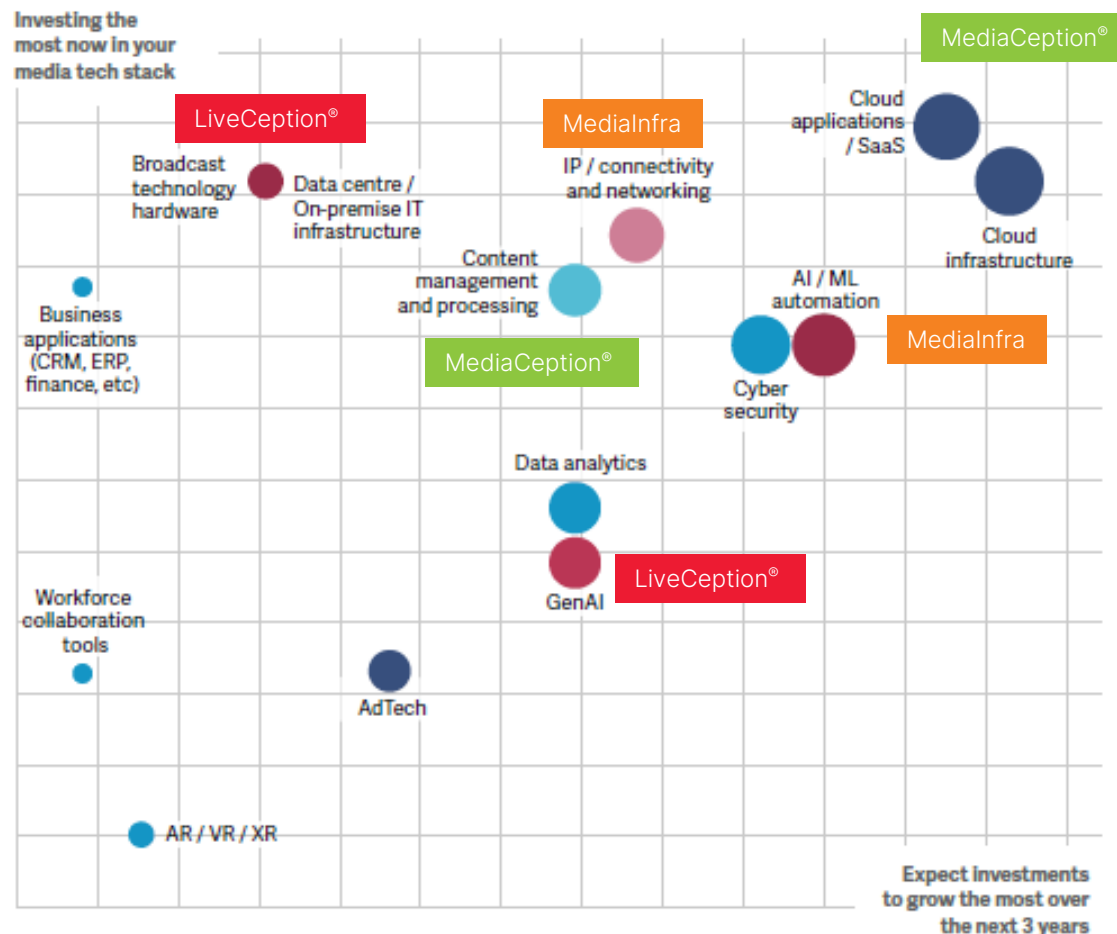 Investing the
most now in your
media tech stack
MediaCeption®
LiveCeption®
MediaInfra
Cloud
applications
/ SaaS
Broadcast
technology
hardware
Data centre /
On-premise IT
infrastructure
IP / connectivity
and networking
Cloud
infrastructure
Content
management
and processing
AI / ML
automation
Business
applications
(CRM, ERP,
finance, etc)
MediaCeption®
MediaInfra
Cyber
security
Data analytics
LiveCeption®
GenAI
Workforce
collaboration
tools
AdTech
AR / VR / XR
Expect investments
to grow the most over
the next 3 years